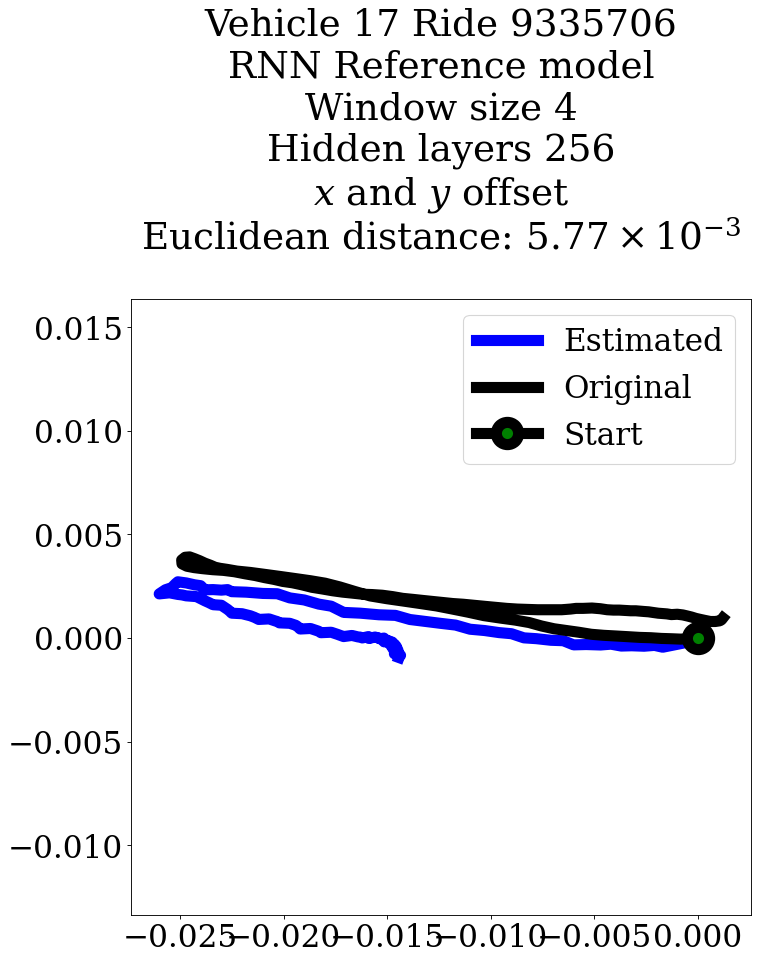 Vehicle 17 Ride 9335706
RNN Reference model
Window size 4
Hidden layers 256
x and y offset
Euclidean distance: 5.77 × 10⁻³
Estimated
Original
Start
0.015
0.010
0.005
0.000
−0.005
−0.010
−0.025 −0.020 −0.015 −0.010 −0.005 0.000